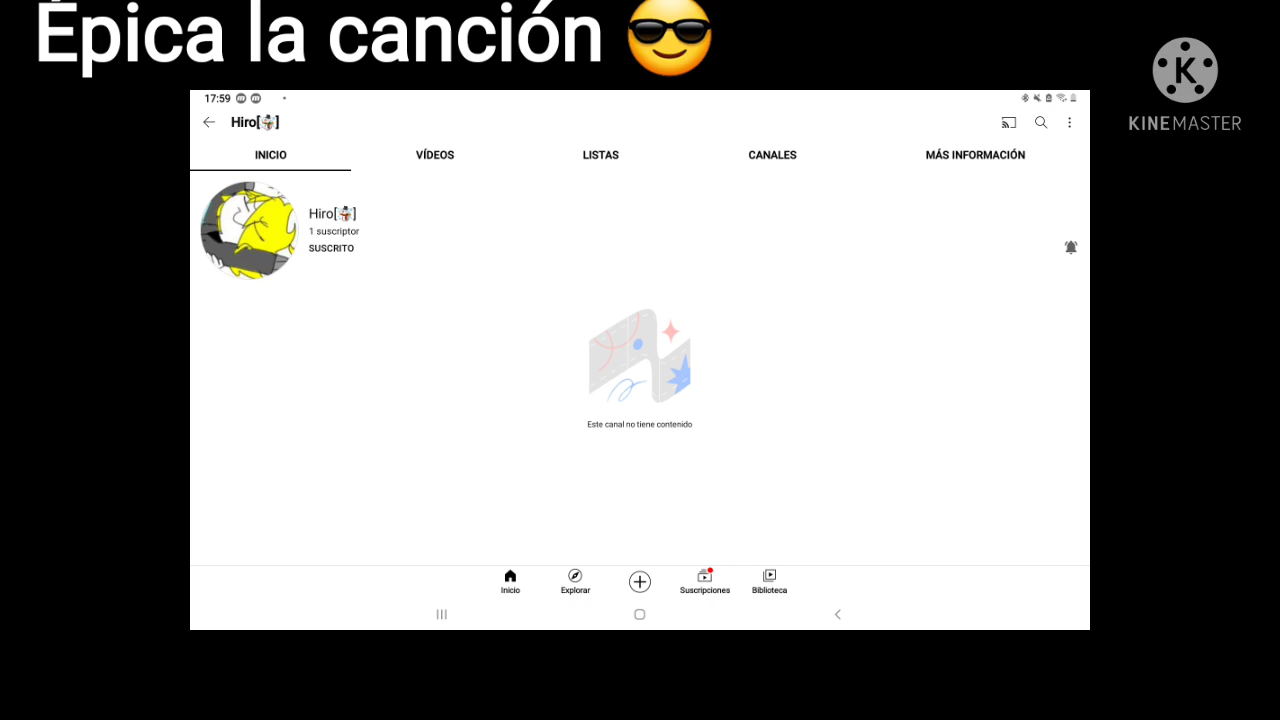 Épica la canción 😎
KINEMASTER
17:59
Hiro[⛄]
INICIO
VÍDEOS
LISTAS
CANALES
MÁS INFORMACIÓN
Hiro[⛄]
1 suscriptor
SUSCRITO
Este canal no tiene contenido
Inicio
Explorar
Suscripciones
Biblioteca